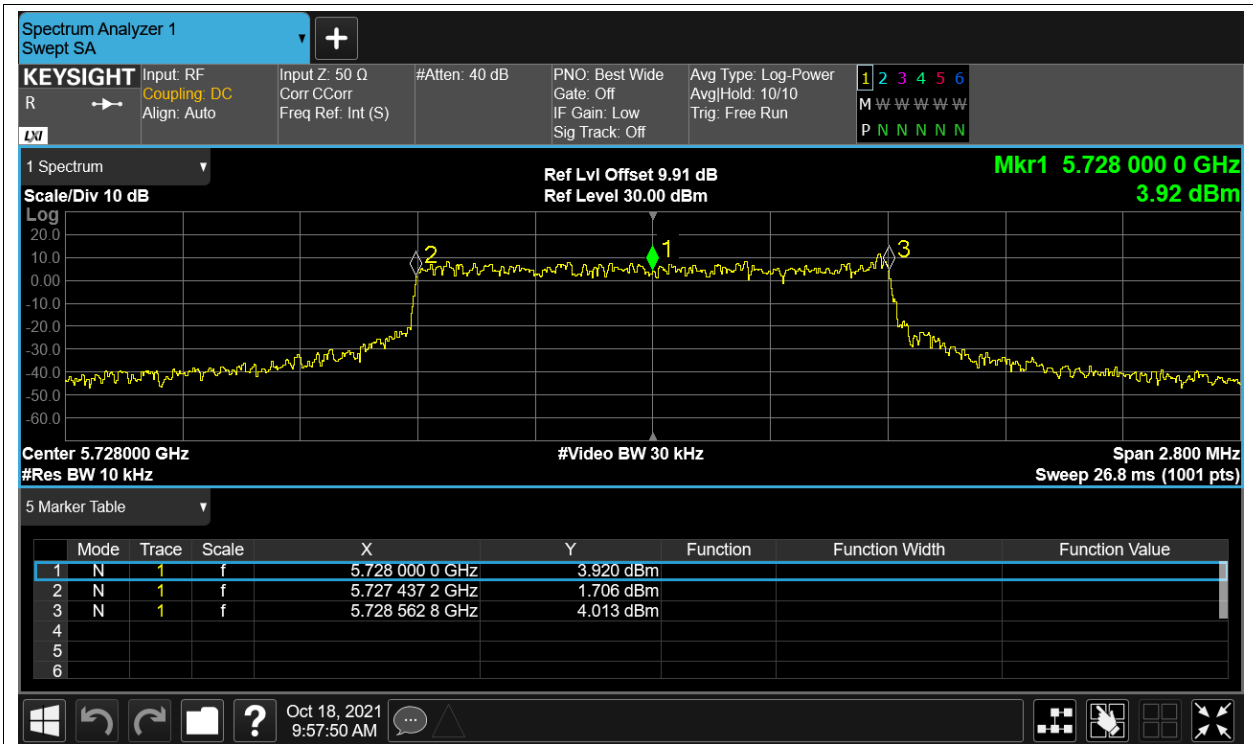 Spectrum Analyzer 1
Swept SA
KEYSIGHT
R
LXI
Input: RF
Coupling: DC
Align: Auto
Input Z: 50 Ω
Corr CCorr
Freq Ref: Int (S)
#Atten: 40 dB
PNO: Best Wide
Gate: Off
IF Gain: Low
Sig Track: Off
Avg Type: Log-Power
Avg|Hold: 10/10
Trig: Free Run
1 2 3 4 5 6
M W W W W W W
P N N N N N N
1 Spectrum
Scale/Div 10 dB
Ref Lvl Offset 9.91 dB
Ref Level 30.00 dBm
Mkr1 5.728 000 0 GHz
3.92 dBm
Log
20.0
10.0
0.00
-10.0
-20.0
-30.0
-40.0
-50.0
-60.0
2
1
3
Center 5.728000 GHz
#Res BW 10 kHz
#Video BW 30 kHz
Span 2.800 MHz
Sweep 26.8 ms (1001 pts)
5 Marker Table
Mode Trace Scale X Y Function Function Width Function Value
1 N 1 f 5.728 000 0 GHz 3.920 dBm
2 N 1 f 5.727 437 2 GHz 1.706 dBm
3 N 1 f 5.728 562 8 GHz 4.013 dBm
4
5
6
?
Oct 18, 2021
9:57:50 AM